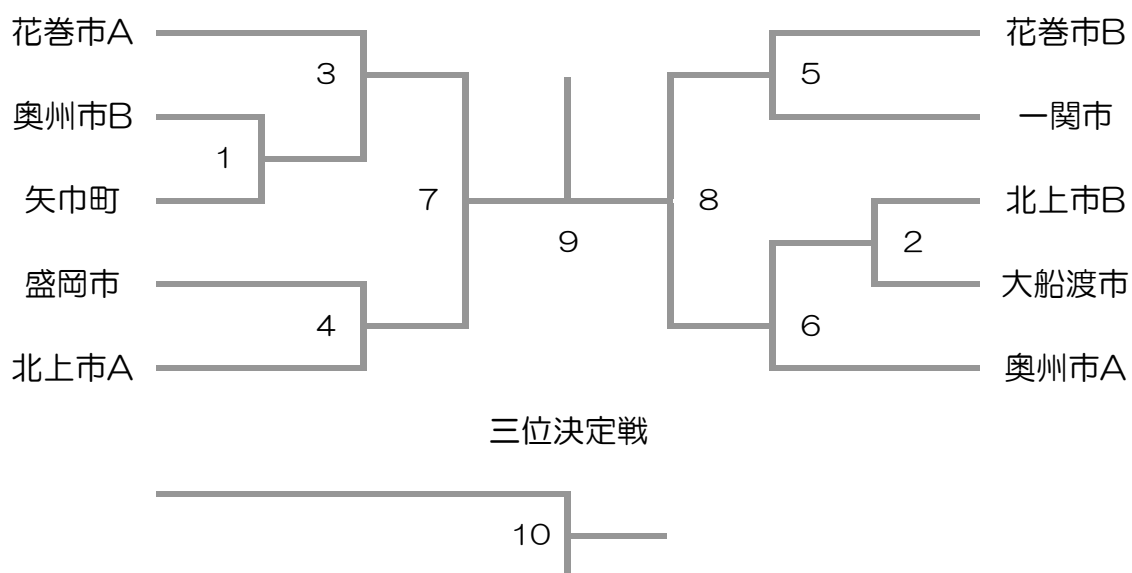 花巻市A
3
奥州市B
1
矢巾町
7
盛岡市
4
北上市A
9
花巻市B
5
一関市
8
北上市B
2
大船渡市
6
奥州市A
三位決定戦
10